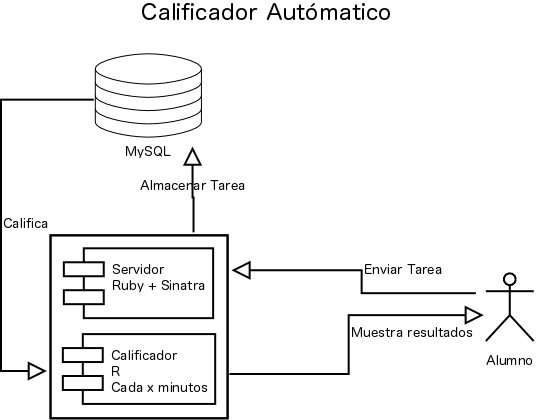 Calificador Autómatico
MySQL
Almacenar Tarea
Califica
Servidor
Ruby + Sinatra
Enviar Tarea
Muestra resultados
Calificador
R
Cada x minutos
Alumno